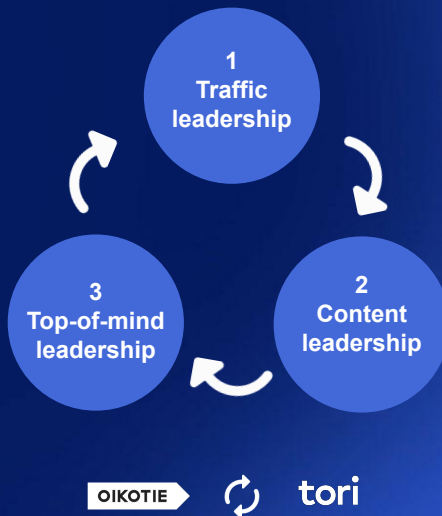 1
Traffic
leadership
2
Content
leadership
3
Top-of-mind
leadership
OIKOTIE
tori